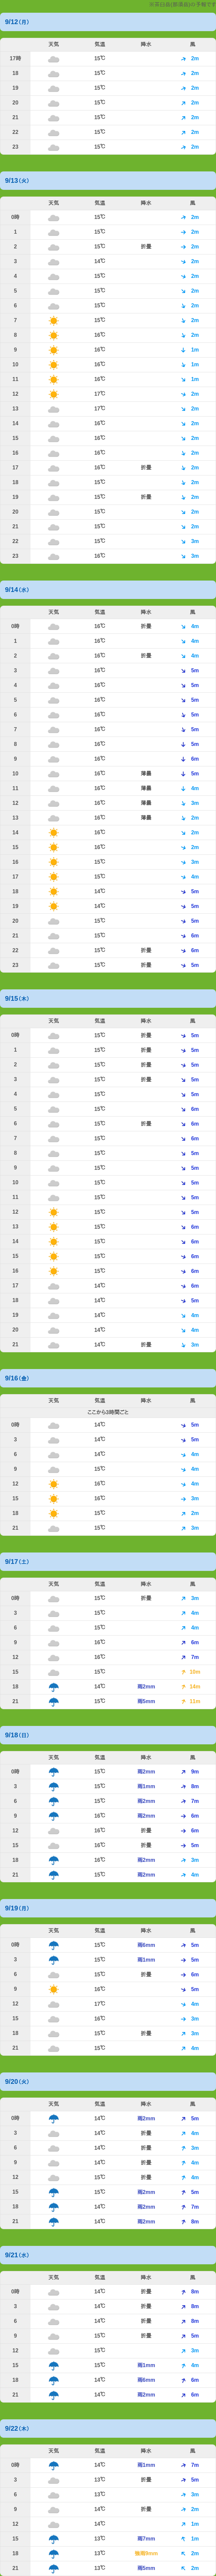 9/12(月)
天気 気温 降水 風
17時 15℃ 2m
18 15℃ 2m
19 15℃ 2m
20 15℃ 2m
21 15℃ 2m
22 15℃ 2m
23 15℃ 2m
9/13(火)
天気 気温 降水 風
0時 15℃ 2m
1 15℃ 2m
2 15℃ 折畳 2m
3 14℃ 2m
4 15℃ 2m
5 15℃ 2m
6 15℃ 2m
7 15℃ 2m
8 16℃ 2m
9 16℃ 1m
10 16℃ 1m
11 16℃ 1m
12 17℃ 2m
13 17℃ 2m
14 16℃ 2m
15 16℃ 2m
16 16℃ 2m
17 16℃ 折畳 2m
18 15℃ 2m
19 15℃ 折畳 2m
20 15℃ 2m
21 15℃ 2m
22 15℃ 3m
23 16℃ 3m
9/14(水)
天気 気温 降水 風
0時 16℃ 折畳 4m
1 16℃ 4m
2 16℃ 折畳 4m
3 16℃ 5m
4 16℃ 5m
5 16℃ 5m
6 16℃ 5m
7 16℃ 5m
8 16℃ 5m
9 16℃ 6m
10 16℃ 薄曇 5m
11 16℃ 薄曇 4m
12 16℃ 薄曇 3m
13 16℃ 薄曇 2m
14 16℃ 2m
15 16℃ 2m
16 16℃ 3m
17 16℃ 4m
18 14℃ 5m
19 14℃ 5m
20 15℃ 5m
21 15℃ 6m
22 15℃ 折畳 6m
23 15℃ 折畳 5m
9/15(木)
天気 気温 降水 風
0時 15℃ 折畳 5m
1 15℃ 折畳 5m
2 15℃ 折畳 5m
3 15℃ 折畳 5m
4 15℃ 5m
5 15℃ 6m
6 15℃ 折畳 6m
7 15℃ 6m
8 15℃ 5m
9 15℃ 5m
10 15℃ 5m
11 15℃ 5m
12 15℃ 5m
13 15℃ 6m
14 15℃ 6m
15 15℃ 6m
16 15℃ 6m
17 14℃ 6m
18 14℃ 5m
19 14℃ 4m
20 14℃ 4m
21 14℃ 折畳 3m
9/16(金)
天気 気温 降水 風
ここから3時間ごと
0時 14℃ 5m
3 14℃ 5m
6 14℃ 4m
9 15℃ 4m
12 16℃ 4m
15 16℃ 3m
18 15℃ 2m
21 15℃ 3m
9/17(土)
天気 気温 降水 風
0時 15℃ 折畳 3m
3 15℃ 4m
6 15℃ 4m
9 16℃ 6m
12 16℃ 7m
15 15℃ 10m
18 14℃ 雨2mm 14m
21 15℃ 雨5mm 11m
9/18(日)
天気 気温 降水 風
0時 15℃ 雨2mm 9m
3 15℃ 雨1mm 8m
6 15℃ 雨2mm 7m
9 16℃ 雨2mm 6m
12 16℃ 折畳 6m
15 16℃ 折畳 5m
18 16℃ 雨2mm 3m
21 15℃ 雨2mm 4m
9/19(月)
天気 気温 降水 風
0時 15℃ 雨6mm 5m
3 15℃ 雨1mm 5m
6 15℃ 折畳 6m
9 16℃ 5m
12 17℃ 4m
15 16℃ 3m
18 15℃ 折畳 3m
21 15℃ 4m
9/20(火)
天気 気温 降水 風
0時 14℃ 雨2mm 5m
3 14℃ 折畳 4m
6 14℃ 折畳 3m
9 14℃ 折畳 4m
12 15℃ 折畳 4m
15 15℃ 雨2mm 5m
18 14℃ 雨2mm 7m
21 14℃ 雨2mm 8m
9/21(水)
天気 気温 降水 風
0時 14℃ 折畳 8m
3 14℃ 折畳 8m
6 14℃ 折畳 8m
9 15℃ 折畳 5m
12 15℃ 3m
15 14℃ 雨1mm 4m
18 14℃ 雨6mm 6m
21 14℃ 雨2mm 6m
9/22(木)
天気 気温 降水 風
0時 14℃ 雨1mm 7m
3 13℃ 折畳 5m
6 13℃ 3m
9 14℃ 折畳 2m
12 14℃ 1m
15 13℃ 雨7mm 1m
18 13℃ 2m
21 13℃ 雨5mm 2m